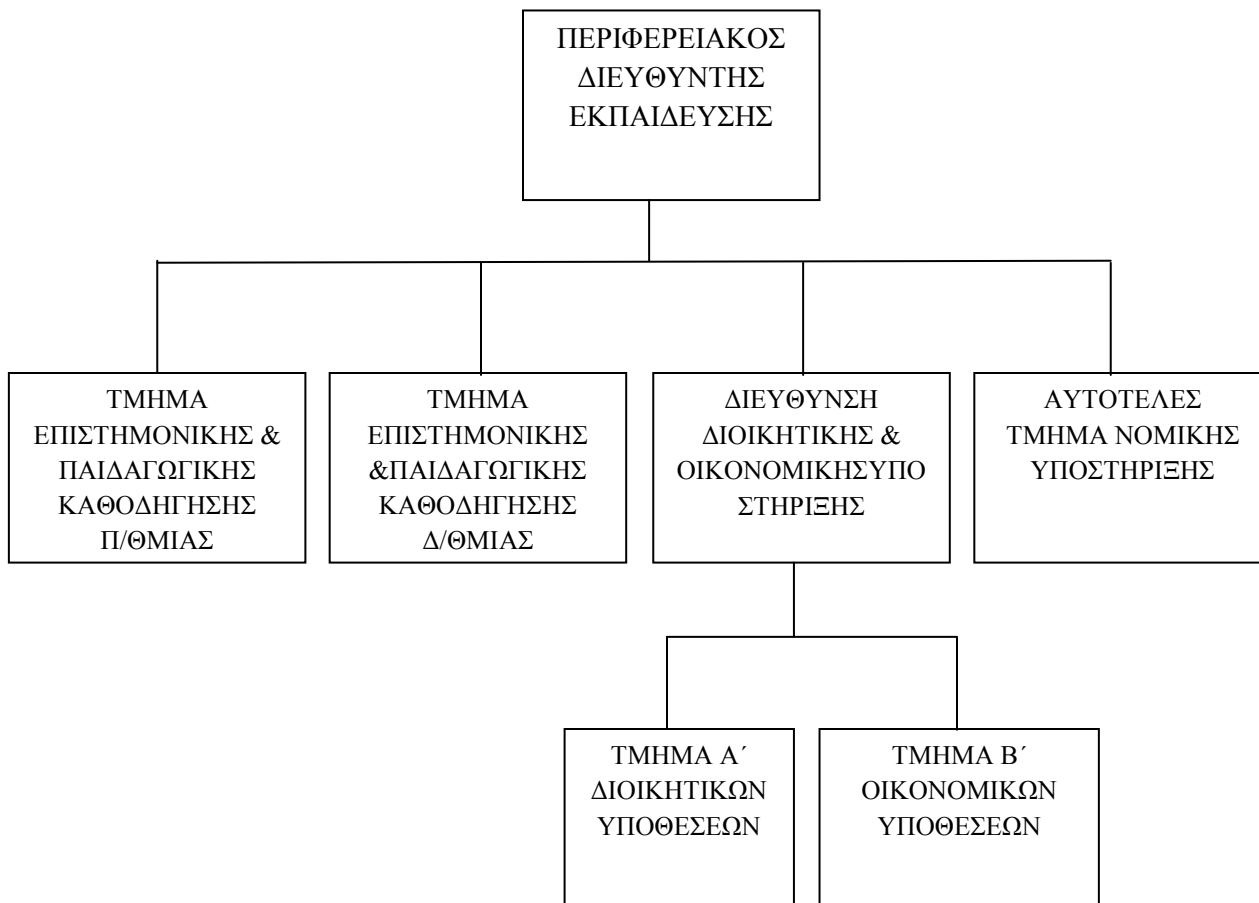 ΠΕΡΙΦΕΡΕΙΑΚΟΣ
ΔΙΕΥΘΥΝΤΗΣ
ΕΚΠΑΙΔΕΥΣΗΣ
ΤΜΗΜΑ
ΕΠΙΣΤΗΜΟΝΙΚΗΣ &
ΠΑΙΔΑΓΩΓΙΚΗΣ
ΚΑΘΟΔΗΓΗΣΗΣ
Π/ΘΜΙΑΣ
ΤΜΗΜΑ
ΕΠΙΣΤΗΜΟΝΙΚΗΣ
&ΠΑΙΔΑΓΩΓΙΚΗΣ
ΚΑΘΟΔΗΓΗΣΗΣ
Δ/ΘΜΙΑΣ
ΔΙΕΥΘΥΝΣΗ
ΔΙΟΙΚΗΤΙΚΗΣ &
ΟΙΚΟΝΟΜΙΚΗΣΥΠΟ
ΣΤΗΡΙΞΗΣ
ΑΥΤΟΤΕΛΕΣ
ΤΜΗΜΑ ΝΟΜΙΚΗΣ
ΥΠΟΣΤΗΡΙΞΗΣ
ΤΜΗΜΑ Α΄
ΔΙΟΙΚΗΤΙΚΩΝ
ΥΠΟΘΕΣΕΩΝ
ΤΜΗΜΑ Β΄
ΟΙΚΟΝΟΜΙΚΩΝ
ΥΠΟΘΕΣΕΩΝ